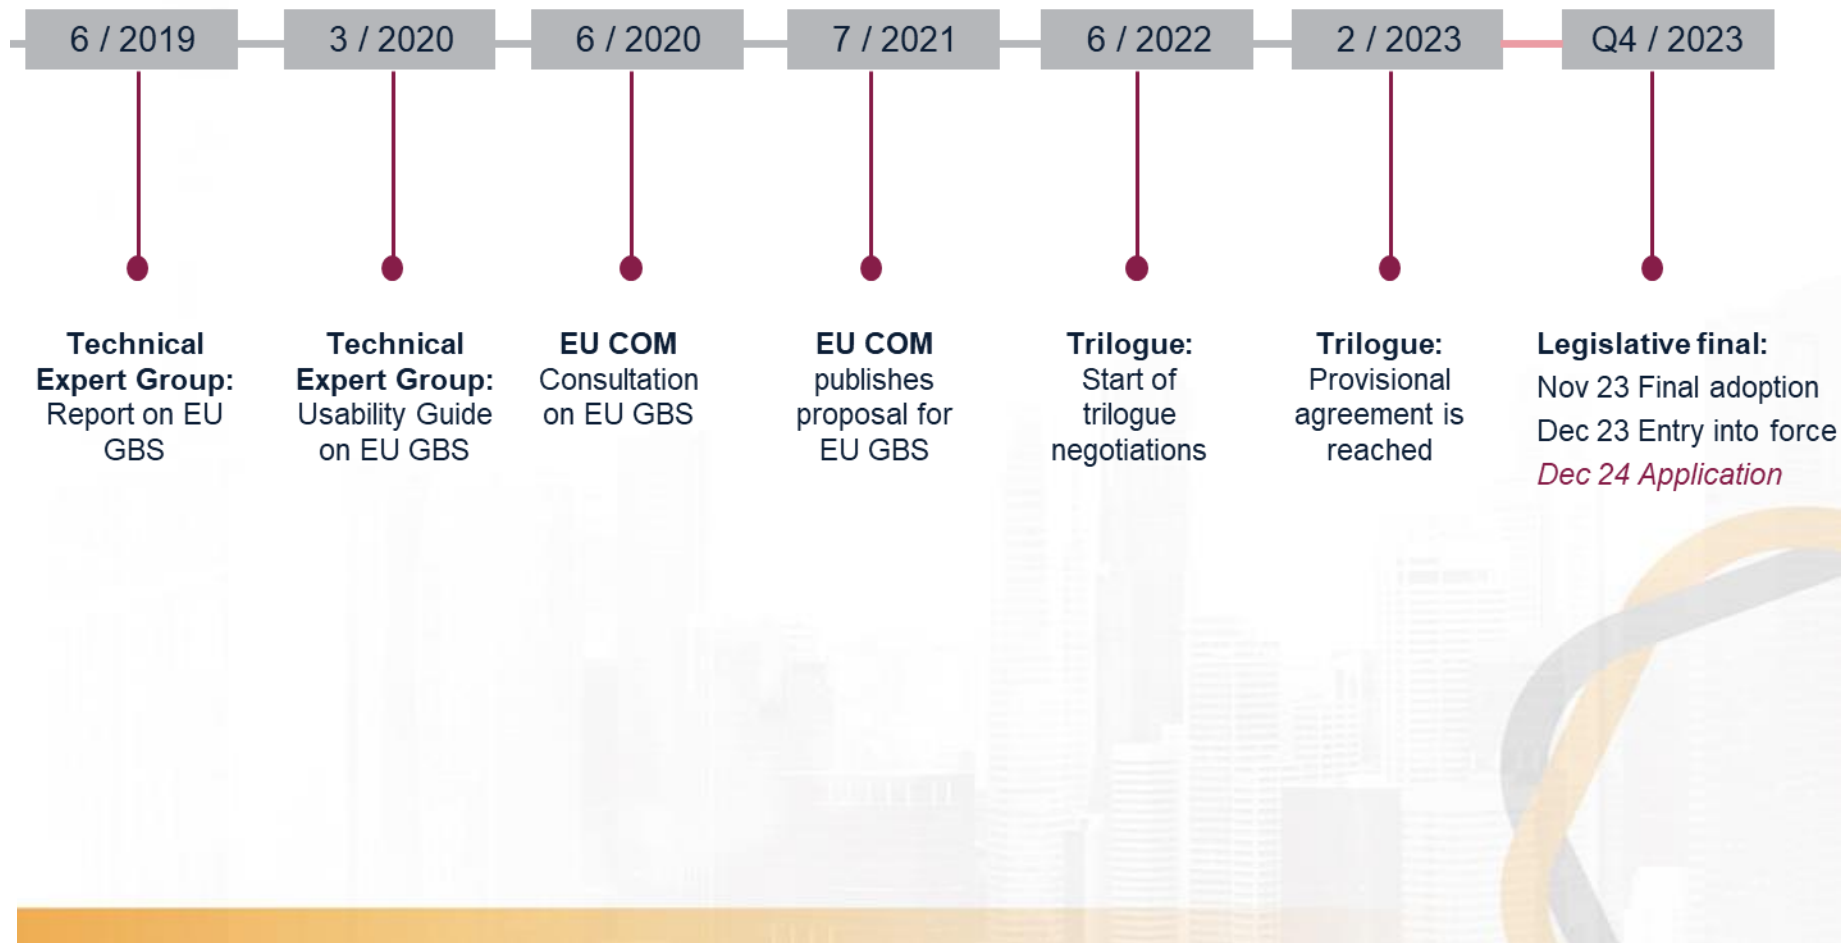 6 / 2019
3 / 2020
6 / 2020
7 / 2021
6 / 2022
2 / 2023
Q4 / 2023
Technical
Expert Group:
Report on EU
GBS
Technical
Expert Group:
Usability Guide
on EU GBS
EU COM
Consultation
on EU GBS
EU COM
publishes
proposal for
EU GBS
Trilogue:
Start of
trilogue
negotiations
Trilogue:
Provisional
agreement is
reached
Legislative final:
Nov 23 Final adoption
Dec 23 Entry into force
Dec 24 Application